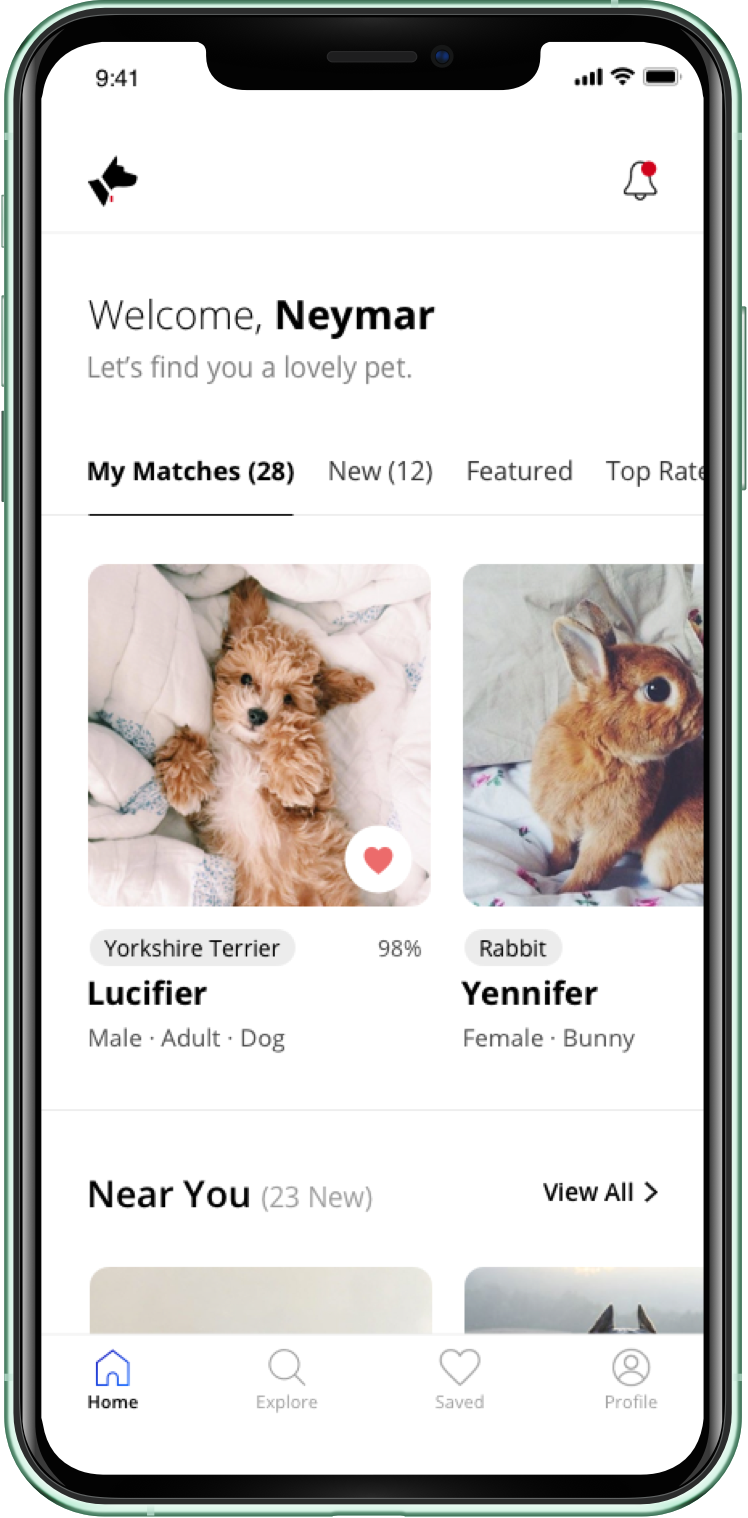 9:41
Welcome, Neymar
Let’s find you a lovely pet.
My Matches (28) New (12) Featured Top Rate
Yorkshire Terrier 98% Rabbit
Lucifier Yennifer
Male · Adult · Dog Female · Bunny
Near You (23 New) View All
Home Explore Saved Profile